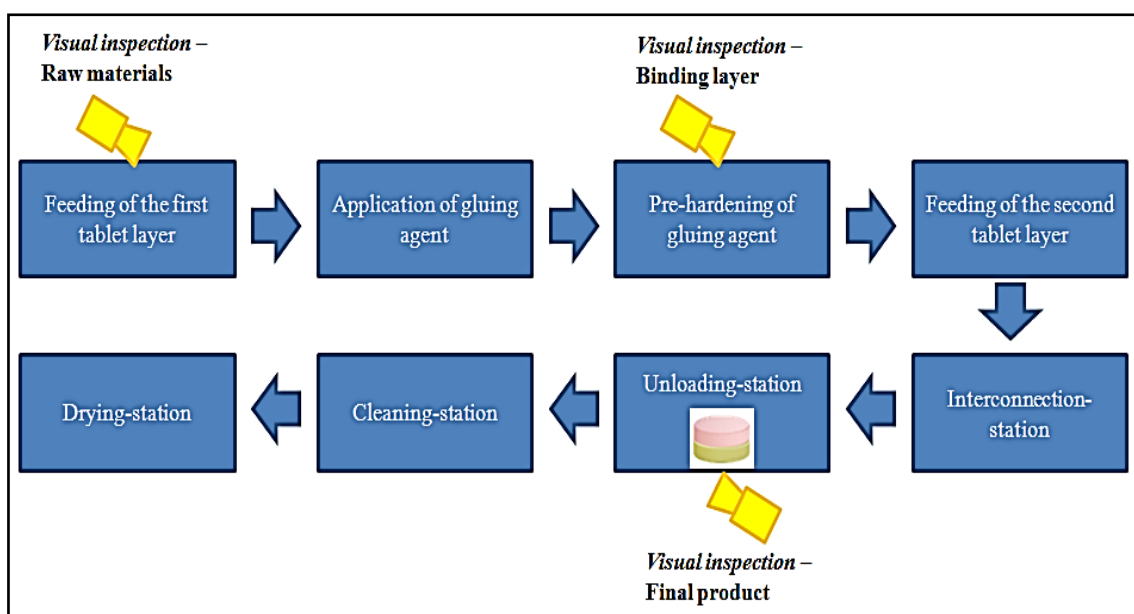 Visual inspection –
Raw materials
Visual inspection –
Binding layer
Feeding of the first
tablet layer
Application of gluing
agent
Pre-hardening of
gluing agent
Feeding of the second
tablet layer
Drying-station
Cleaning-station
Unloading-station
Interconnection-
station
Visual inspection –
Final product